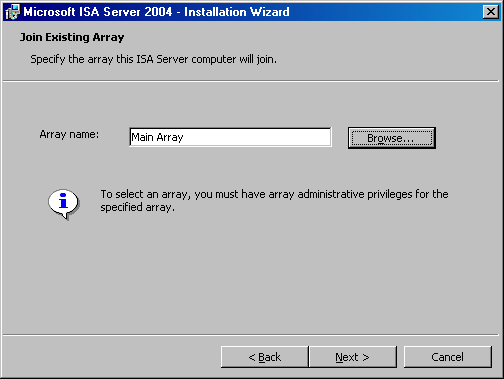 Microsoft ISA Server 2004 - Installation Wizard
Join Existing Array
Specify the array this ISA Server computer will join.
Array name: Main Array Browse...
To select an array, you must have array administrative privileges for the
specified array.
< Back Next > Cancel